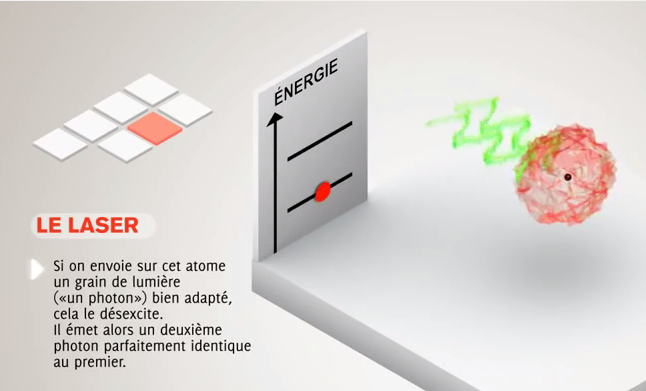 ÉNERGIE
LE LASER
Si on envoie sur cet atome
un grain de lumière
(«un photon») bien adapté,
cela le désexcite.
Il émet alors un deuxième
photon parfaitement identique
au premier.